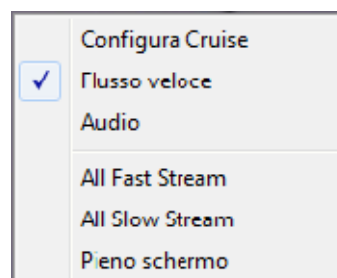 Configura Cruise
Flusso veloce
Audio
All Fast Stream
All Slow Stream
Pieno schermo